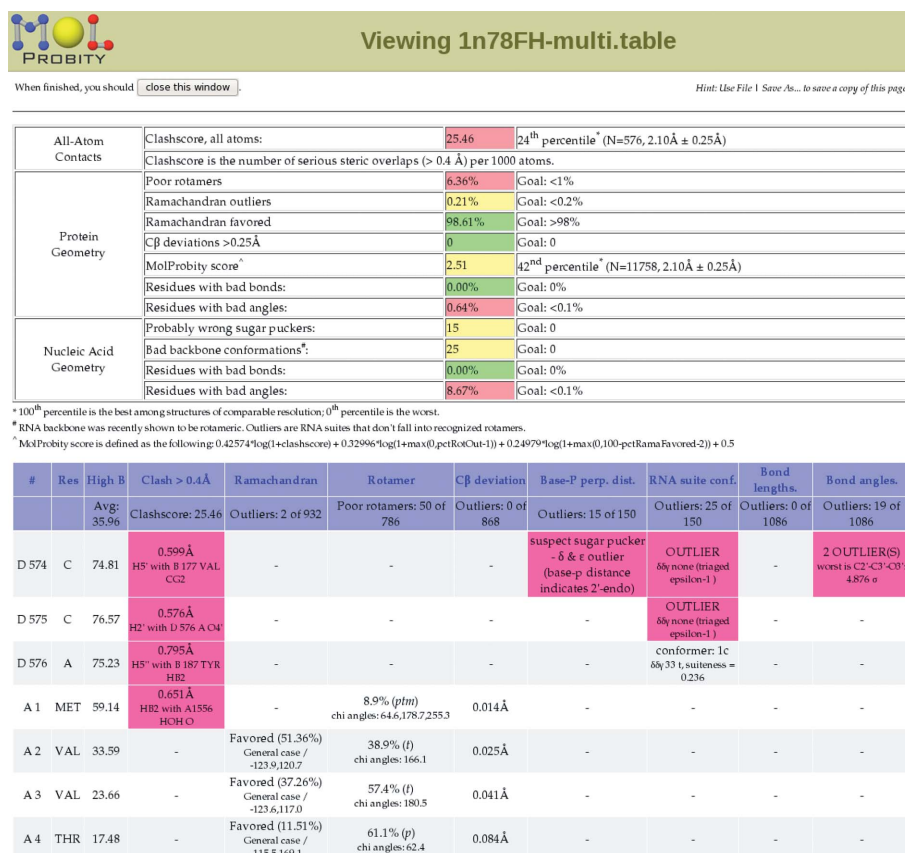 MOL
PROBITY
Viewing 1n78FH-multi.table
When finished, you should close this window .
Hint: Use File | Save As... to save a copy of this page
All-Atom Contacts
Clashscore, all atoms: 25.46 24th percentile* (N=576, 2.10Å ± 0.25Å)
Clashscore is the number of serious steric overlaps (> 0.4 Å) per 1000 atoms.
Protein Geometry
Poor rotamers 6.36% Goal: <1%
Ramachandran outliers 0.21% Goal: <0.2%
Ramachandran favored 98.61% Goal: >98%
Cβ deviations >0.25Å 0 Goal: 0
MolProbity score^ 2.51 42nd percentile* (N=11758, 2.10Å ± 0.25Å)
Residues with bad bonds: 0.00% Goal: 0%
Residues with bad angles: 0.64% Goal: <0.1%
Nucleic Acid Geometry
Probably wrong sugar puckers: 15 Goal: 0
Bad backbone conformations#: 25 Goal: 0
Residues with bad bonds: 0.00% Goal: 0%
Residues with bad angles: 8.67% Goal: <0.1%
* 100th percentile is the best among structures of comparable resolution; 0th percentile is the worst.
# RNA backbone was recently shown to be rotameric. Outliers are RNA suites that don't fall into recognized rotamers.
^ MolProbity score is defined as the following: 0.42574*log(1+clashscore) + 0.32996*log(1+max(0,pctRotOut-1)) + 0.24979*log(1+max(0,100-pctRamaFavored-2)) + 0.5
# Res High B Clash > 0.4Å Ramachandran Rotamer Cβ deviation Base-P perp. dist. RNA suite conf. Bond lengths. Bond angles.
Avg: 35.96 Clashscore: 25.46 Outliers: 2 of 932 Poor rotamers: 50 of 786 Outliers: 0 of 868 Outliers: 15 of 150 Outliers: 25 of 150 Outliers: 0 of 1086 Outliers: 19 of 1086
D 574 C 74.81 0.599Å H5' with B 177 VAL CG2 - - - suspect sugar pucker - δ & ε outlier (base-p distance indicates 2'-endo) OUTLIER δδγ none (triaged epsilon-1 ) - 2 OUTLIER(S) worst is C2'-C3'-O3': 4.876 σ
D 575 C 76.57 0.576Å H2' with D 576 A O4' - - - - OUTLIER δδγ none (triaged epsilon-1 ) - -
D 576 A 75.23 0.795Å H5'' with B 187 TYR HB2 - - - - conformer: 1c δδγ 33 t, suiteness = 0.236 - -
A 1 MET 59.14 0.651Å HB2 with A1556 HOH O - 8.9% (ptm) chi angles: 64.6,178.7,255.3 0.014Å - - - -
A 2 VAL 33.59 - Favored (51.36%) General case / -123.9,120.7 38.9% (t) chi angles: 166.1 0.025Å - - - -
A 3 VAL 23.66 - Favored (37.26%) General case / -123.6,117.0 57.4% (t) chi angles: 180.5 0.041Å - - - -
A 4 THR 17.48 - Favored (11.51%) General case / 61.1% (p) chi angles: 62.4 0.084Å - - - -